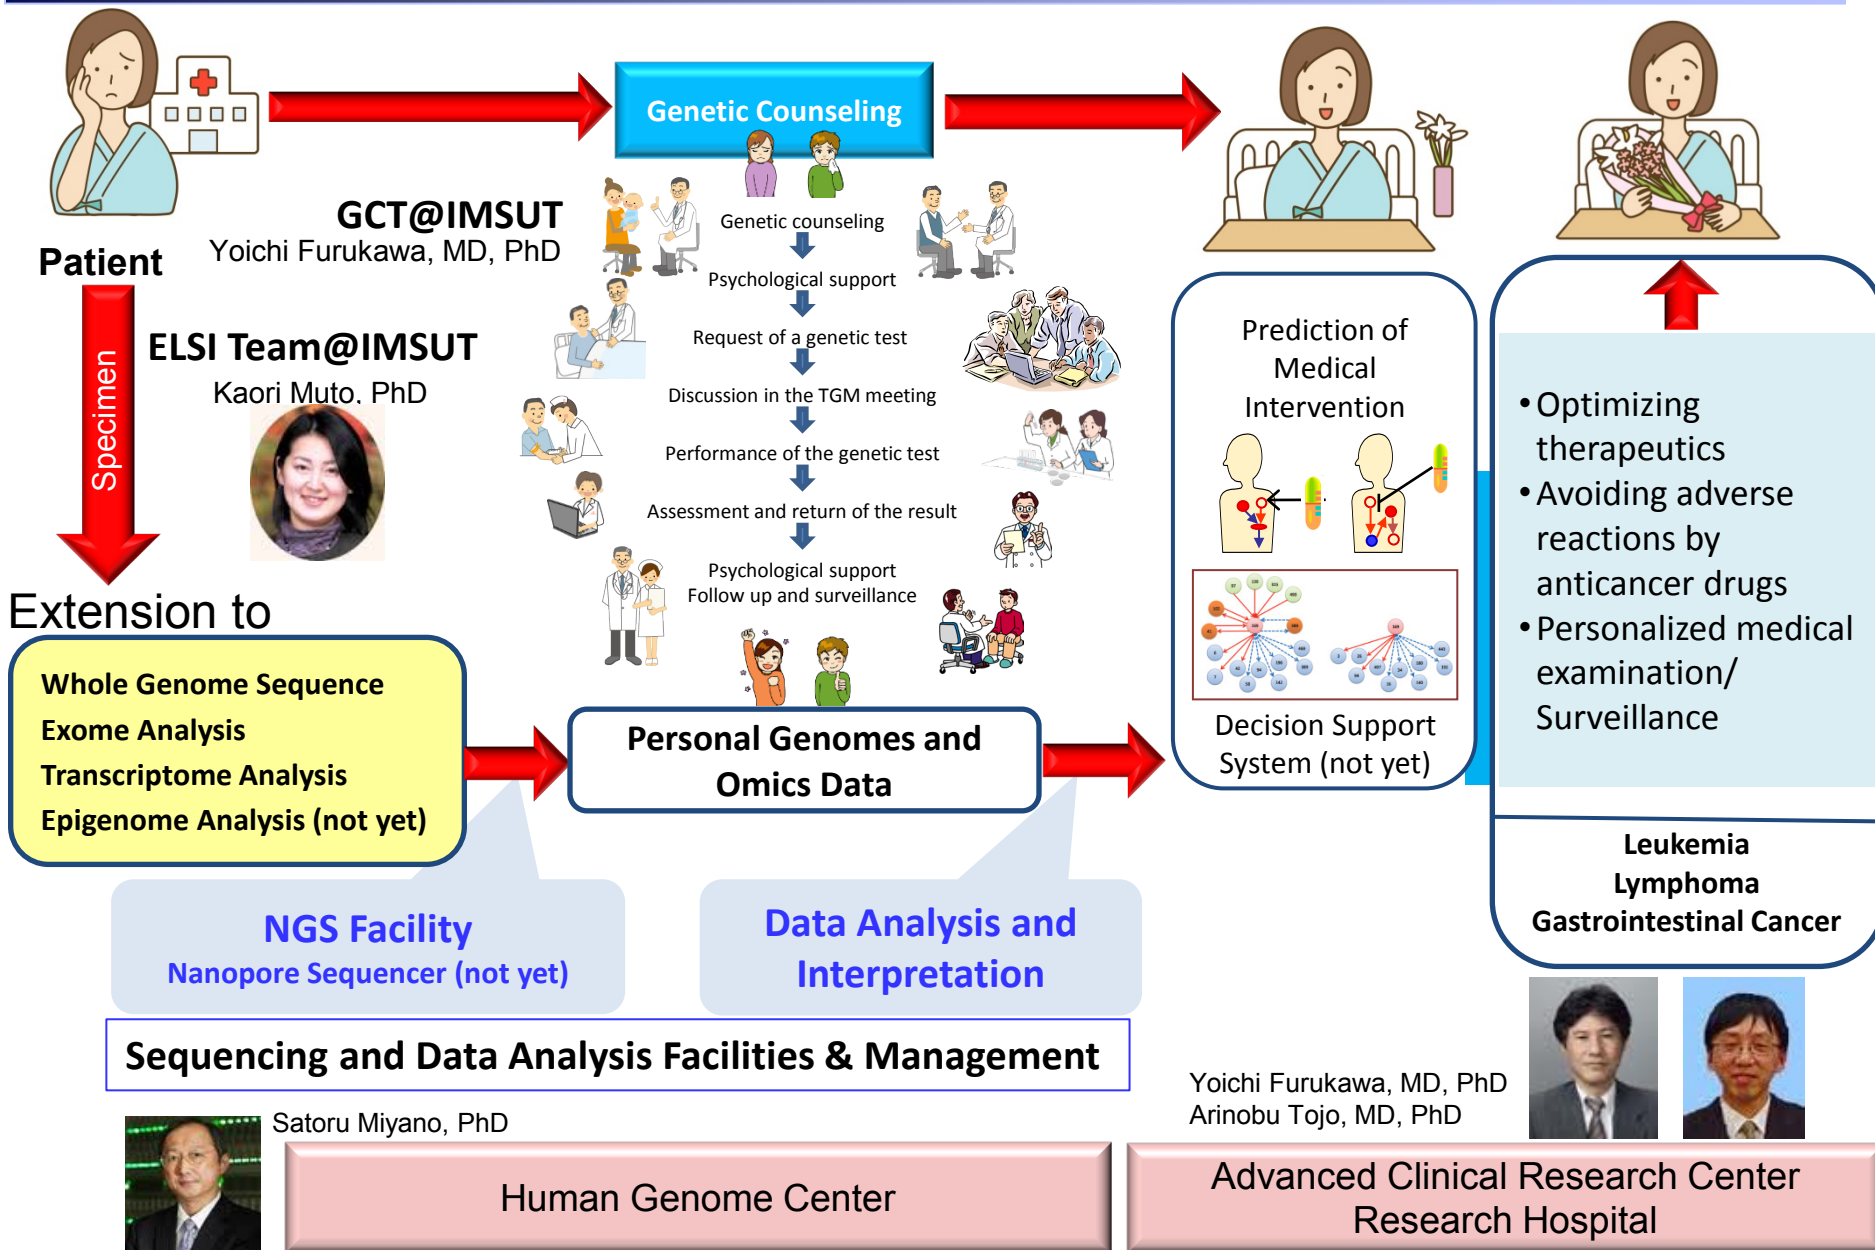 Genetic Counseling
GCT@IMSUT
Yoichi Furukawa, MD, PhD
Patient
Specimen
ELSI Team@IMSUT
Kaori Muto, PhD
Genetic counseling
Psychological support
Request of a genetic test
Discussion in the TGM meeting
Performance of the genetic test
Assessment and return of the result
Psychological support
Follow up and surveillance
Extension to
Whole Genome Sequence
Exome Analysis
Transcriptome Analysis
Epigenome Analysis (not yet)
Personal Genomes and
Omics Data
Prediction of
Medical
Intervention
Decision Support
System (not yet)
•Optimizing
therapeutics
•Avoiding adverse
reactions by
anticancer drugs
•Personalized medical
examination/
Surveillance
Leukemia
Lymphoma
Gastrointestinal Cancer
NGS Facility
Nanopore Sequencer (not yet)
Data Analysis and
Interpretation
Sequencing and Data Analysis Facilities & Management
Satoru Miyano, PhD
Human Genome Center
Yoichi Furukawa, MD, PhD
Arinobu Tojo, MD, PhD
Advanced Clinical Research Center
Research Hospital